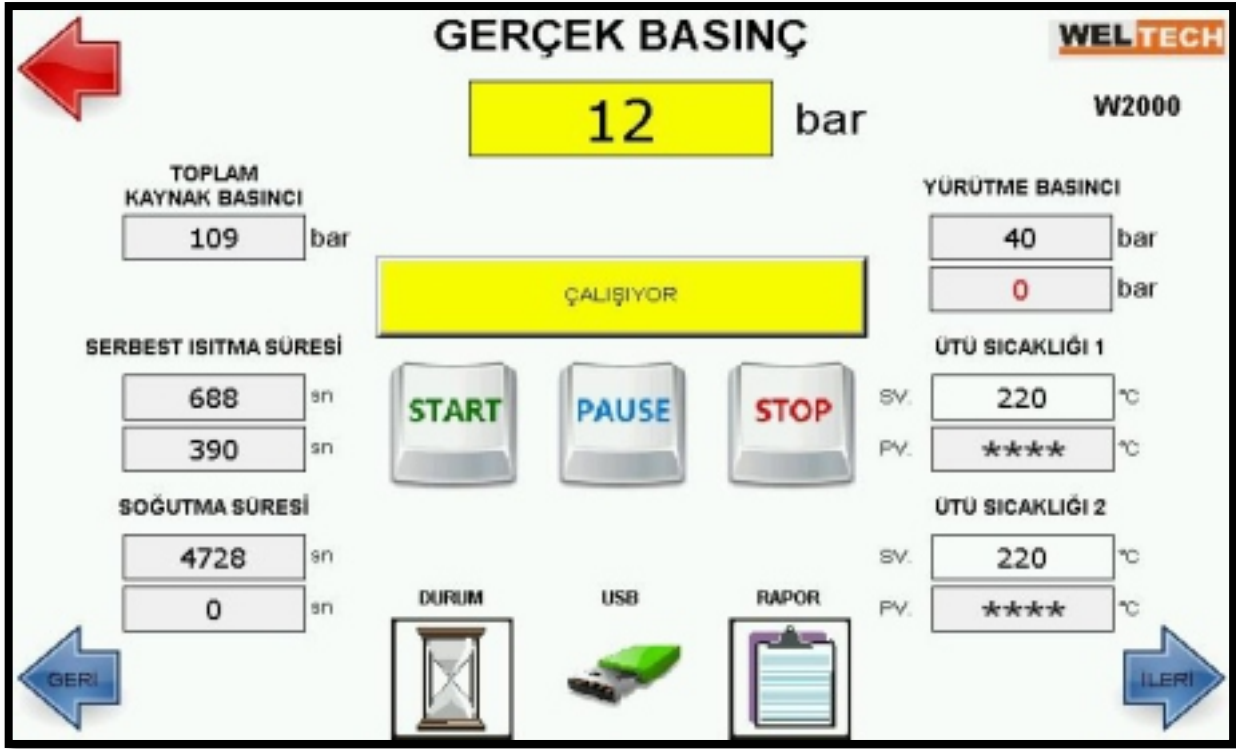 GERÇEK BASINÇ
WELTECH
12 bar
W2000
TOPLAM
KAYNAK BASINCI
109 bar
YÜRÜTME BASINCI
40 bar
0 bar
ÇALIŞIYOR
SERBEST ISITMA SÜRESİ
688 sn
390 sn
START
PAUSE
STOP
ÜTÜ SICAKLIĞI 1
SV. 220 °C
PV. **** °C
SOĞUTMA SÜRESİ
4728 sn
0 sn
ÜTÜ SICAKLIĞI 2
SV. 220 °C
PV. **** °C
DURUM
USB
RAPOR
GERİ
İLERİ